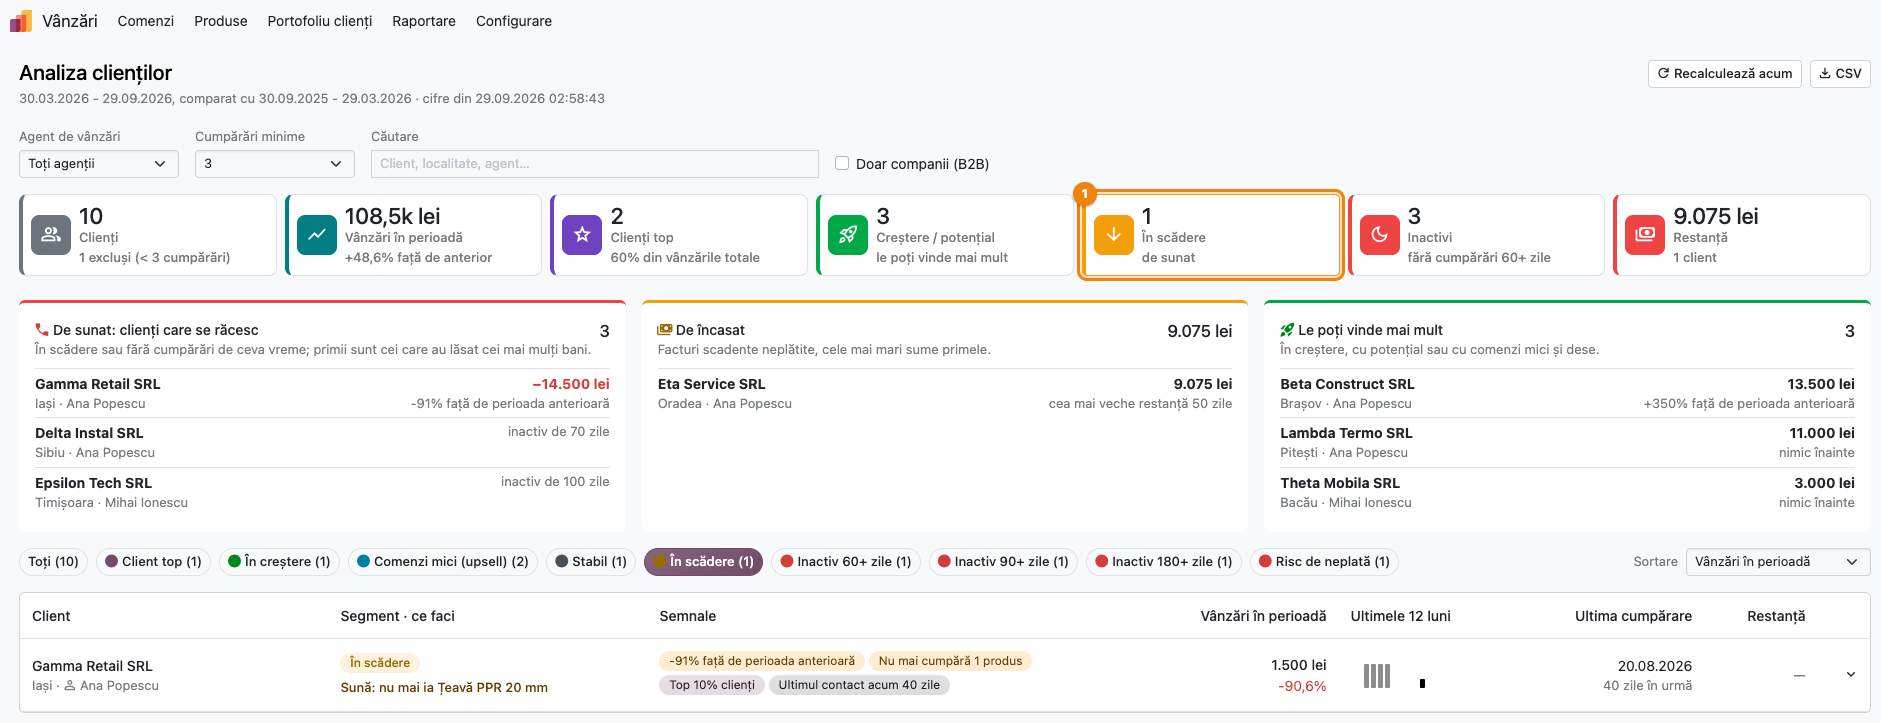 Vânzări Comenzi Produse Portofoliu clienți Raportare Configurare
Analiza clienților
Recalculează acum CSV
30.03.2026 - 29.09.2026, comparat cu 30.09.2025 - 29.03.2026 · cifre din 29.09.2026 02:58:43
Agent de vânzări Cumpărări minime Căutare
Toți agenții 3 Client, localitate, agent... Doar companii (B2B)
1
10
Clienți
1 excluși (< 3 cumpărări)
108,5k lei
Vânzări în perioadă
+48,6% față de anterior
2
Clienți top
60% din vânzările totale
3
Creștere / potențial
le poți vinde mai mult
1
În scădere
de sunat
3
Inactivi
fără cumpărări 60+ zile
9.075 lei
Restanță
1 client
De sunat: clienți care se răcesc 3
În scădere sau fără cumpărări de ceva vreme; primii sunt cei care au lăsat cei mai mulți bani.
Gamma Retail SRL −14.500 lei
Iași · Ana Popescu -91% față de perioada anterioară
Delta Instal SRL inactiv de 70 zile
Sibiu · Ana Popescu
Epsilon Tech SRL inactiv de 100 zile
Timișoara · Mihai Ionescu
De încasat 9.075 lei
Facturi scadente neplătite, cele mai mari sume primele.
Eta Service SRL 9.075 lei
Oradea · Ana Popescu cea mai veche restanță 50 zile
Le poți vinde mai mult 3
În creștere, cu potențial sau cu comenzi mici și dese.
Beta Construct SRL 13.500 lei
Brașov · Ana Popescu +350% față de perioada anterioară
Lambda Termo SRL 11.000 lei
Pitești · Ana Popescu nimic înainte
Theta Mobila SRL 3.000 lei
Bacău · Mihai Ionescu nimic înainte
Toți (10) Client top (1) În creștere (1) Comenzi mici (upsell) (2) Stabil (1) În scădere (1) Inactiv 60+ zile (1) Inactiv 90+ zile (1) Inactiv 180+ zile (1) Risc de neplată (1) Sortare Vânzări în perioadă
Client Segment · ce faci Semnale Vânzări în perioadă Ultimele 12 luni Ultima cumpărare Restanță
Gamma Retail SRL
Iași · Ana Popescu
În scădere
Sună: nu mai ia Țeavă PPR 20 mm
-91% față de perioada anterioară Nu mai cumpără 1 produs
Top 10% clienți Ultimul contact acum 40 zile
1.500 lei
-90,6%
20.08.2026
40 zile în urmă
—